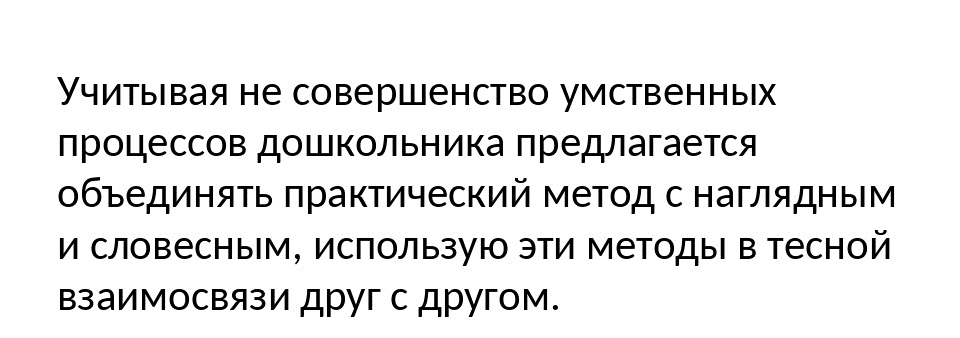 Учитывая не совершенство умственных
процессов дошкольника предлагается
объединять практический метод с наглядным
и словесным, использую эти методы в тесной
взаимосвязи друг с другом.